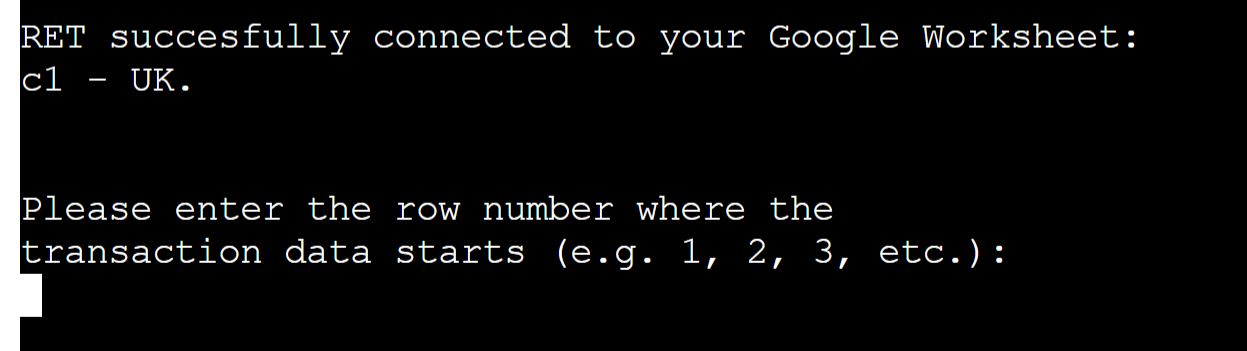 RET succesfully connected to your Google Worksheet:
c1 - UK.
Please enter the row number where the
transaction data starts (e.g. 1, 2, 3, etc.):